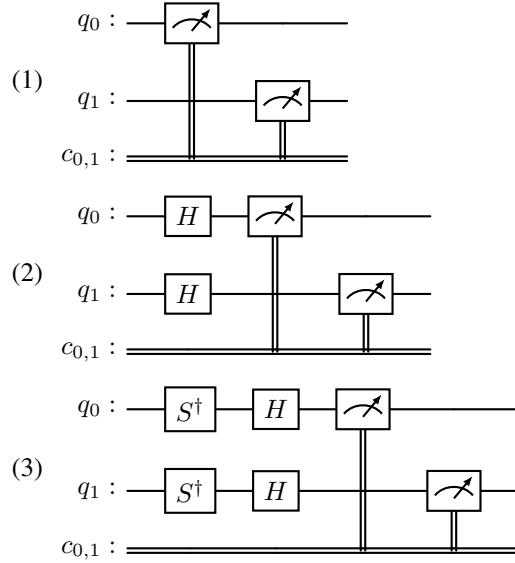 q₀ :
(1)
q₁ :
c₀,₁ :
q₀ : H
(2)
q₁ : H
c₀,₁ :
q₀ : S† H
(3)
q₁ : S† H
c₀,₁ :